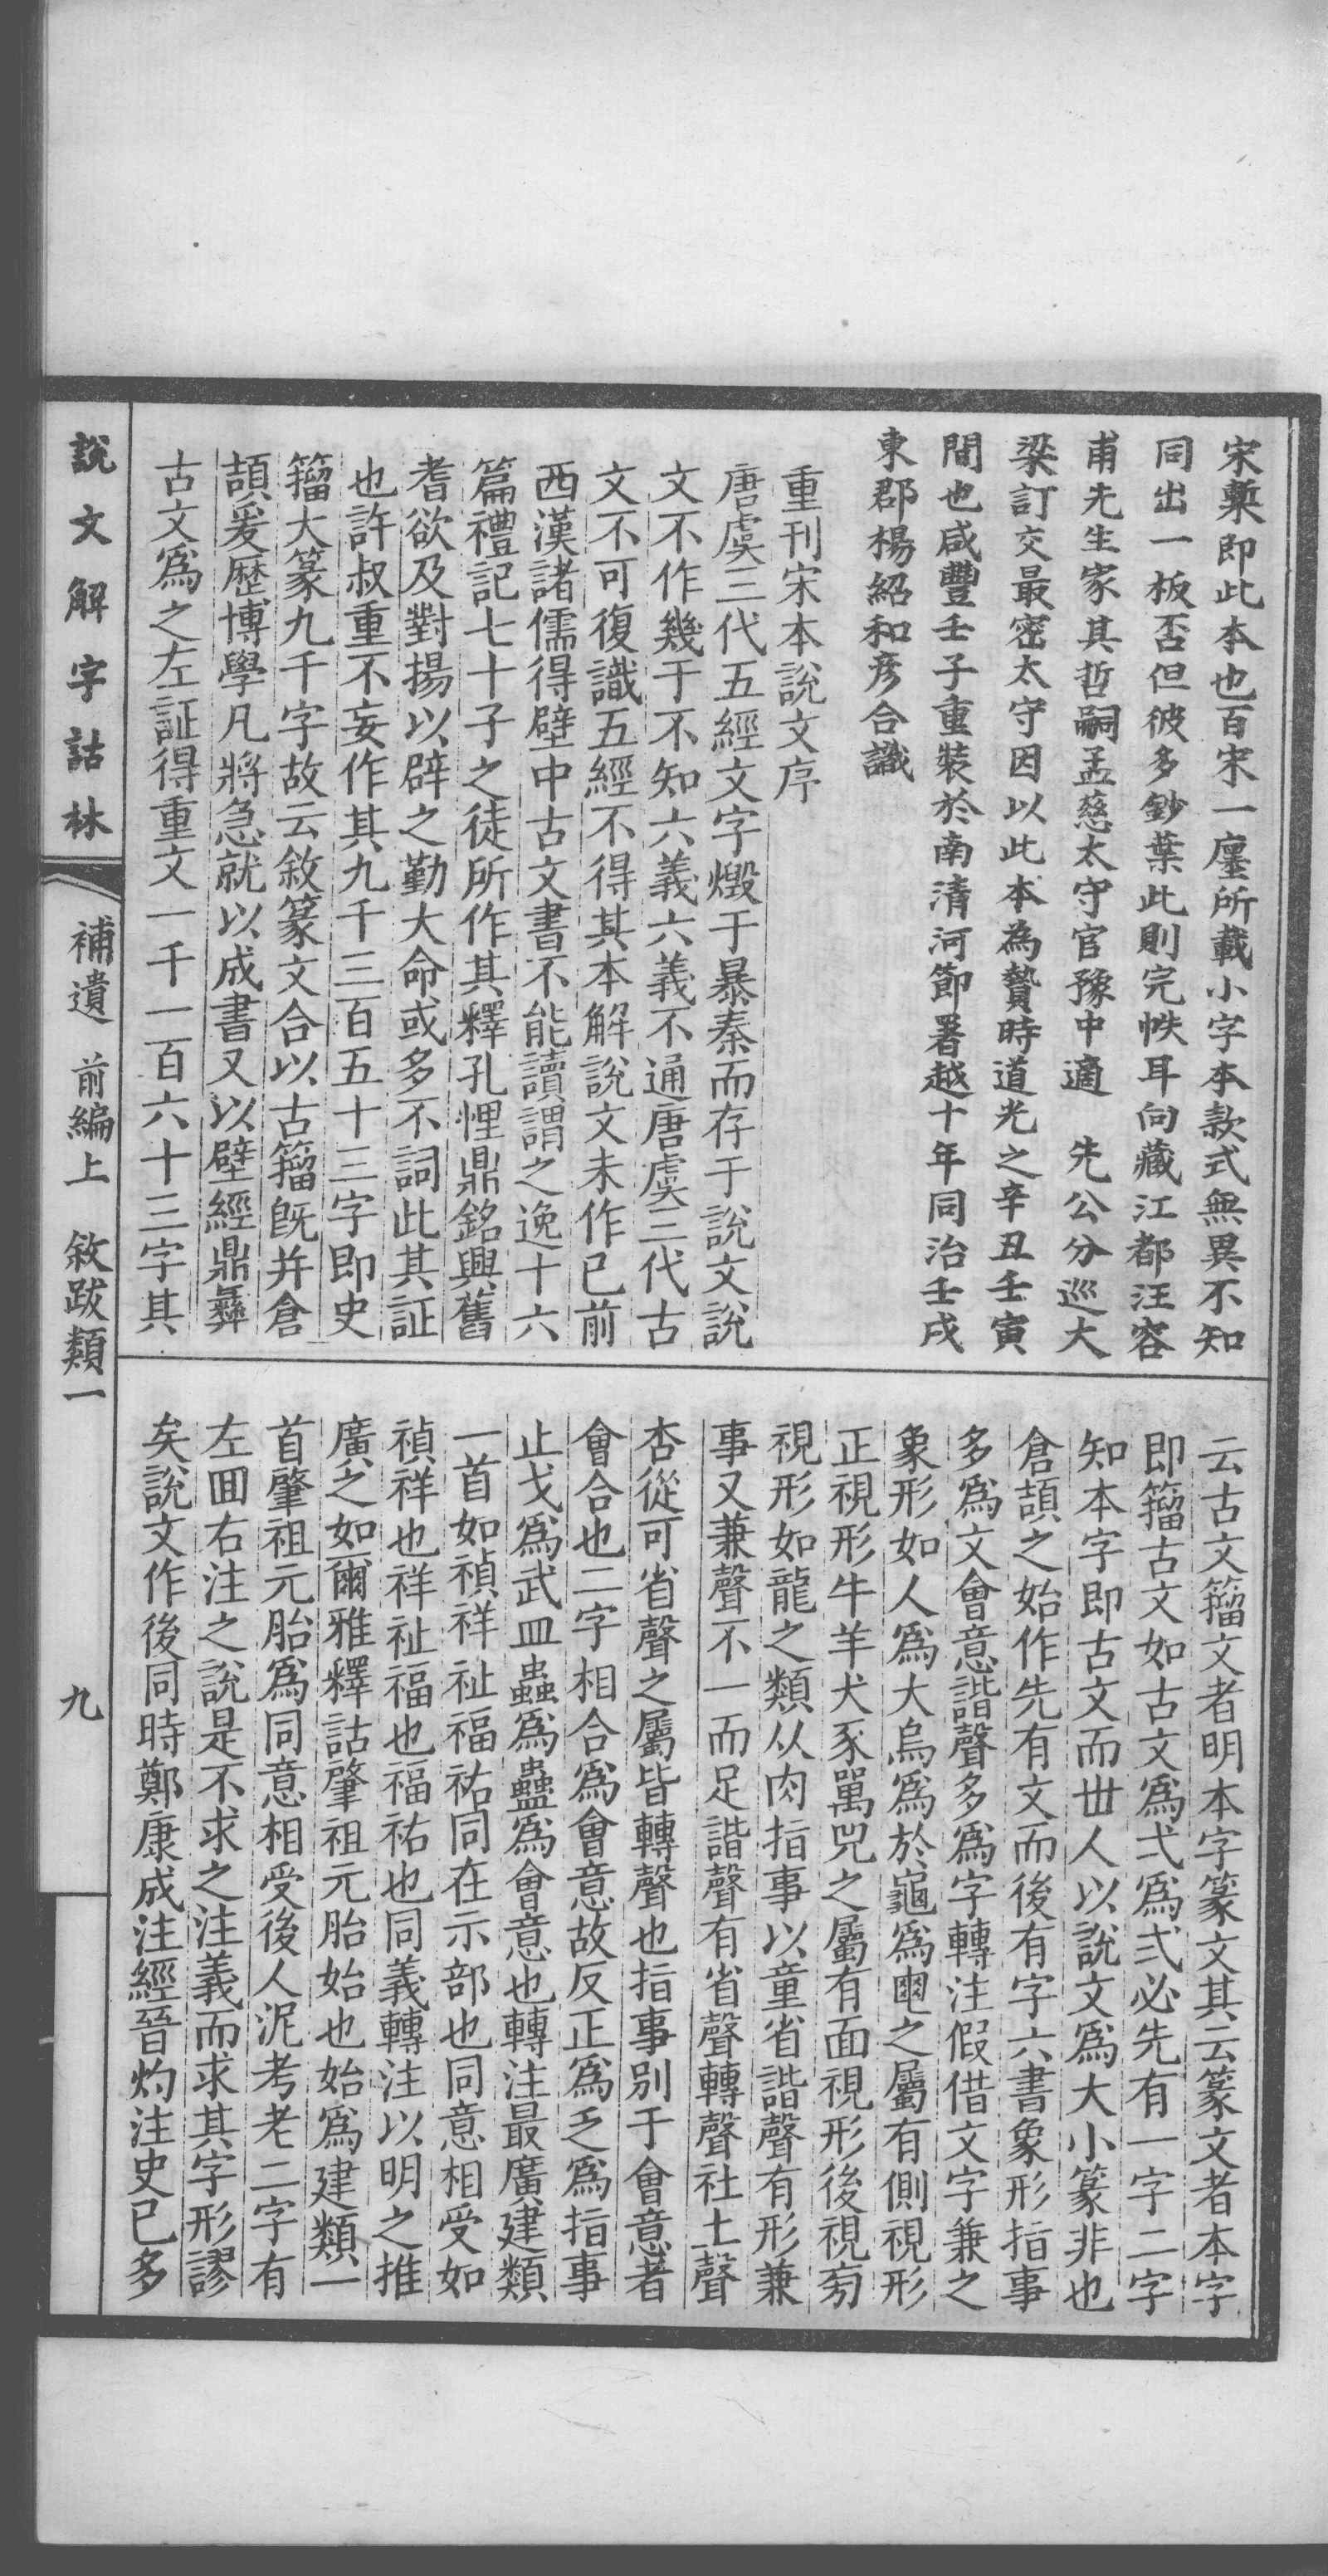 宋槧即此本也百宋一廛所載小字本款式無異不知
同出一板否但彼多鈔葉此則完帙耳向藏江都汪容
甫先生家其哲嗣孟慈太守官豫中適　先公分巡大
梁訂交最密太守因以此本為贄時道光之辛丑壬寅
間也咸豐壬子重裝於南清河節署越十年同治壬戌
東郡楊紹和彥合識
重刊宋本說文序
唐虞三代五經文字燬于暴秦而存于說文說
文不作幾于不知六義六義不通唐虞三代古
文不可復識五經不得其本解說文未作已前
西漢諸儒得壁中古文書不能讀謂之逸十六
篇禮記七十子之徒所作其釋孔悝鼎銘興舊
耆欲及對揚以辟之勤大命或多不詞此其証
也許叔重不妄作其九千三百五十三字即史
籀大篆九千字故云敘篆文合以古籀旣并倉
頡爰歷博學凡將急就以成書又以壁經鼎彝
古文爲之左証得重文一千一百六十三字其
云古文籀文者明本字篆文其云篆文者本字
即籀古文如古文爲弌爲弍必先有一字二字
知本字即古文而丗人以說文爲大小篆非也
倉頡之始作先有文而後有字六書象形指事
多爲文會意諧聲多爲字轉注假借文字兼之
象形如人爲大烏爲於龜爲黽之屬有側視形
正視形牛羊犬豕𤉡兕之屬有面視形後視㫄
視形如龍之類从肉指事以童省諧聲有形兼
事又兼聲不一而足諧聲有省聲轉聲社土聲
杏從可省聲之屬皆轉聲也指事別于會意者
會合也二字相合爲會意故反正爲乏爲指事
止戈爲武皿蟲爲蠱爲會意也轉注最廣建類
一首如禎祥祉福祐同在示部也同意相受如
禎祥也祥祉福也福祐也同義轉注以明之推
廣之如爾雅釋詁肇祖元胎始也始爲建類一
首肇祖元胎爲同意相受後人泥考老二字有
左回右注之說是不求之注義而求其字形謬
矣說文作後同時鄭康成注經晉灼注史已多
說文解字詁林
補遺　前編上　敘跋類一
九